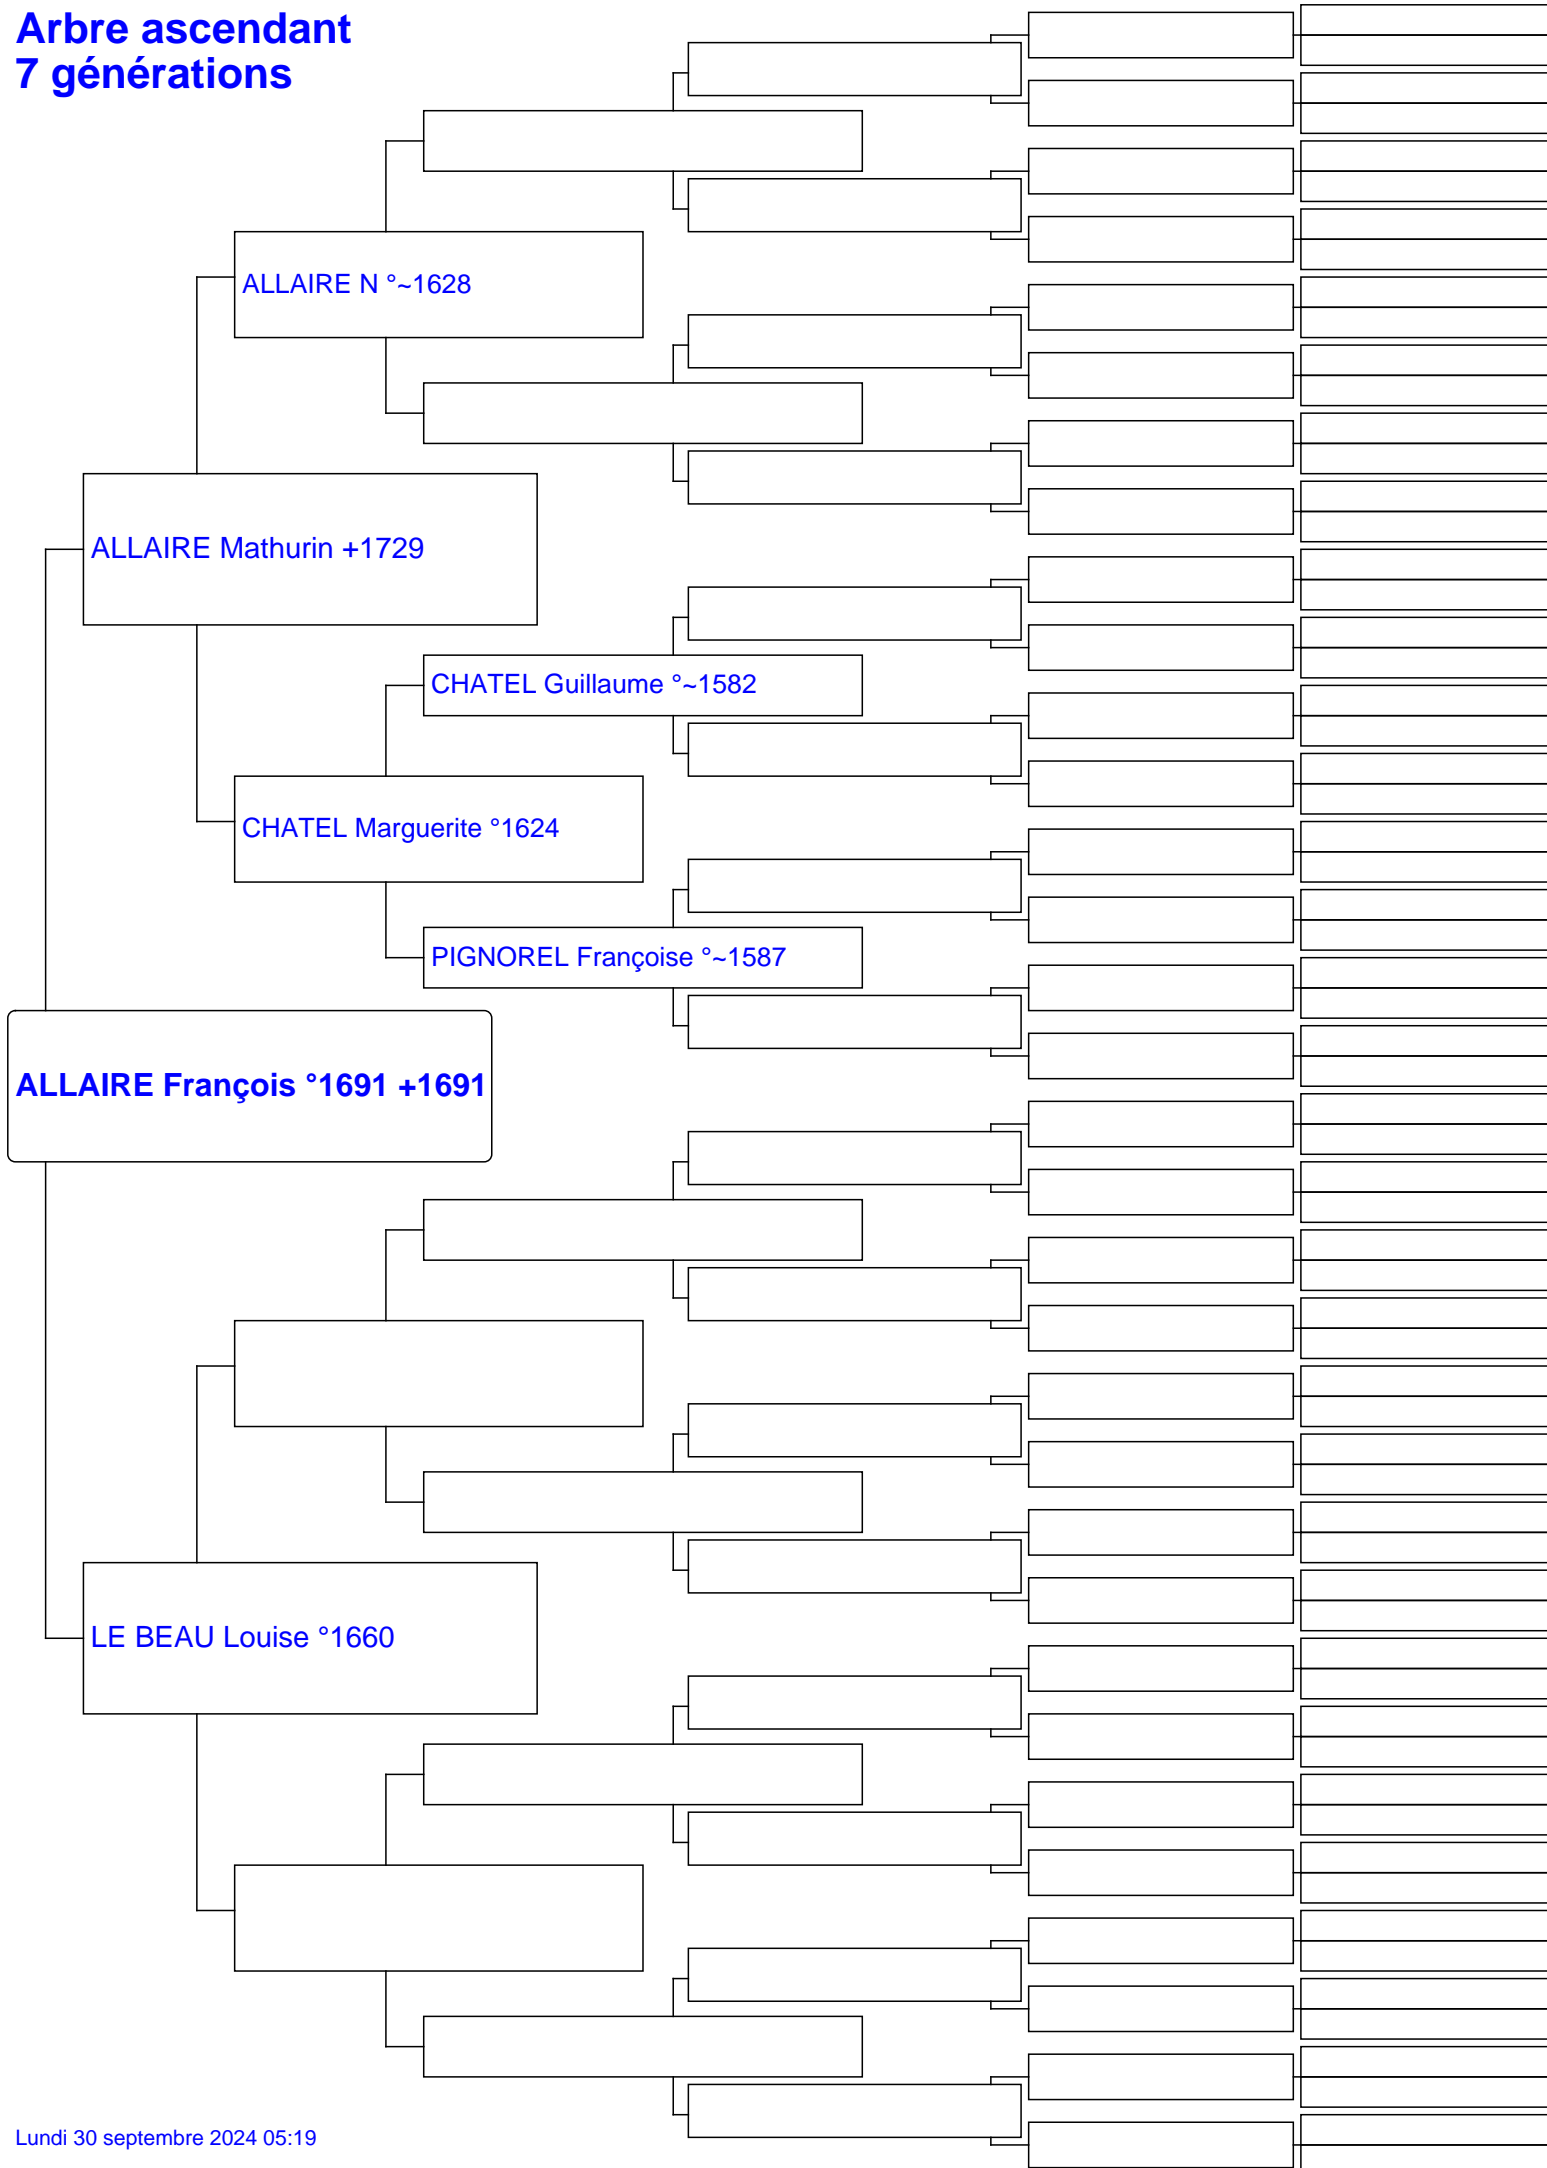 Arbre ascendant
7 générations
ALLAIRE N °~1628
ALLAIRE Mathurin +1729
CHATEL Guillaume °~1582
CHATEL Marguerite °1624
PIGNOREL Françoise °~1587
ALLAIRE François °1691 +1691
LE BEAU Louise °1660
Lundi 30 septembre 2024 05:19